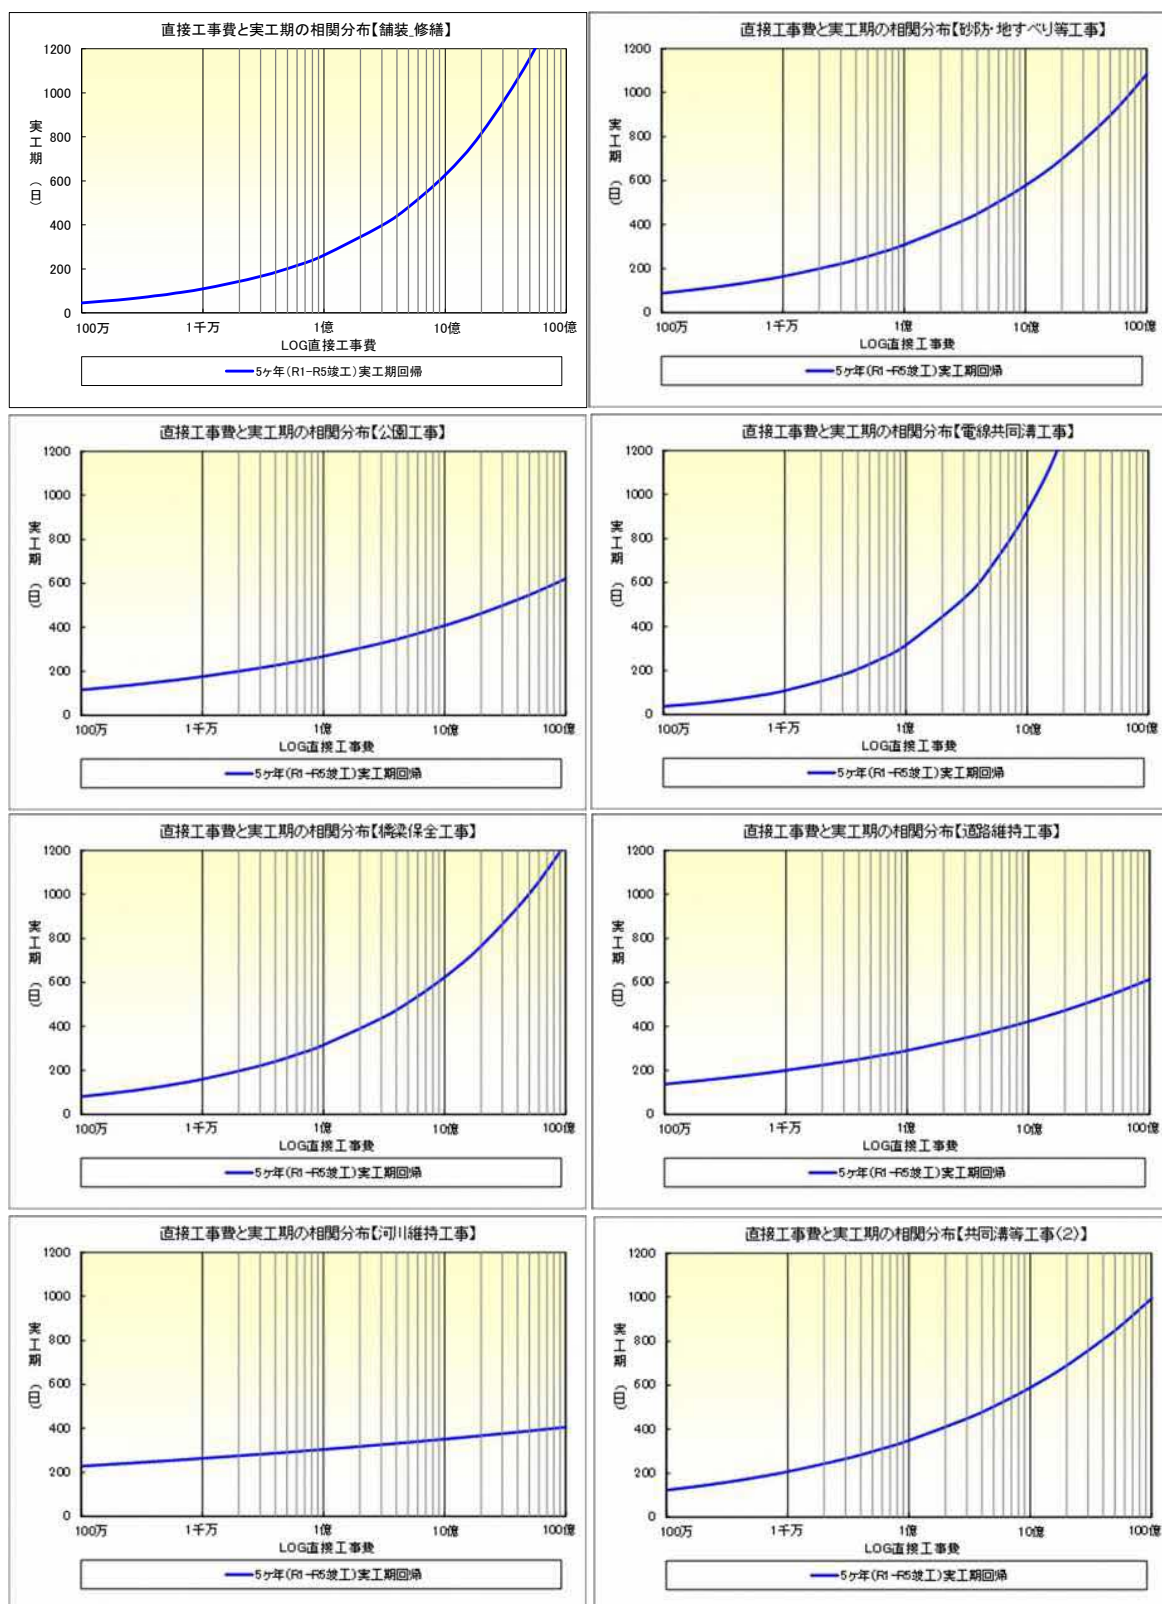 直接工事費と実工期の相関分布【舗装_修繕】
1200
1000
800
600
400
200
0
実工期(日)
100万 1千万 1億 10億 100億
LOG直接工事費
5ヶ年(R1-R5竣工)実工期回帰
直接工事費と実工期の相関分布【砂防・地すべり等工事】
1200
1000
800
600
400
200
0
実工期(日)
100万 1千万 1億 10億 100億
LOG直接工事費
5ヶ年(R1-R5竣工)実工期回帰
直接工事費と実工期の相関分布【公園工事】
1200
1000
800
600
400
200
0
実工期(日)
100万 1千万 1億 10億 100億
LOG直接工事費
5ヶ年(R1-R5竣工)実工期回帰
直接工事費と実工期の相関分布【電線共同溝工事】
1200
1000
800
600
400
200
0
実工期(日)
100万 1千万 1億 10億 100億
LOG直接工事費
5ヶ年(R1-R5竣工)実工期回帰
直接工事費と実工期の相関分布【橋梁保全工事】
1200
1000
800
600
400
200
0
実工期(日)
100万 1千万 1億 10億 100億
LOG直接工事費
5ヶ年(R1-R5竣工)実工期回帰
直接工事費と実工期の相関分布【道路維持工事】
1200
1000
800
600
400
200
0
実工期(日)
100万 1千万 1億 10億 100億
LOG直接工事費
5ヶ年(R1-R5竣工)実工期回帰
直接工事費と実工期の相関分布【河川維持工事】
1200
1000
800
600
400
200
0
実工期(日)
100万 1千万 1億 10億 100億
LOG直接工事費
5ヶ年(R1-R5竣工)実工期回帰
直接工事費と実工期の相関分布【共同溝等工事(2)】
1200
1000
800
600
400
200
0
実工期(日)
100万 1千万 1億 10億 100億
LOG直接工事費
5ヶ年(R1-R5竣工)実工期回帰